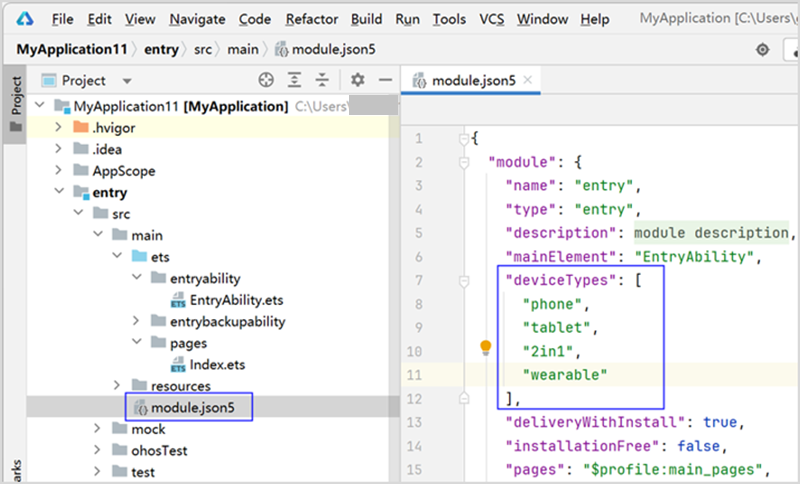 File Edit View Navigate Code Refactor Build Run Tools VCS Window Help MyApplication [C:\Users\
MyApplication11 entry src main module.json5
Project
Project
module.json5
MyApplication11 [MyApplication] C:\Users\
.hvigor
.idea
AppScope
entry
src
main
ets
entryability
EntryAbility.ets
entrybackupability
pages
Index.ets
resources
module.json5
mock
ohosTest
test
1 {
2 "module": {
3 "name": "entry",
4 "type": "entry",
5 "description": module description,
6 "mainElement": "EntryAbility",
7 "deviceTypes": [
8 "phone",
9 "tablet",
10 "2in1",
11 "wearable"
12 ],
13 "deliveryWithInstall": true,
14 "installationFree": false,
15 "pages": "$profile:main_pages",